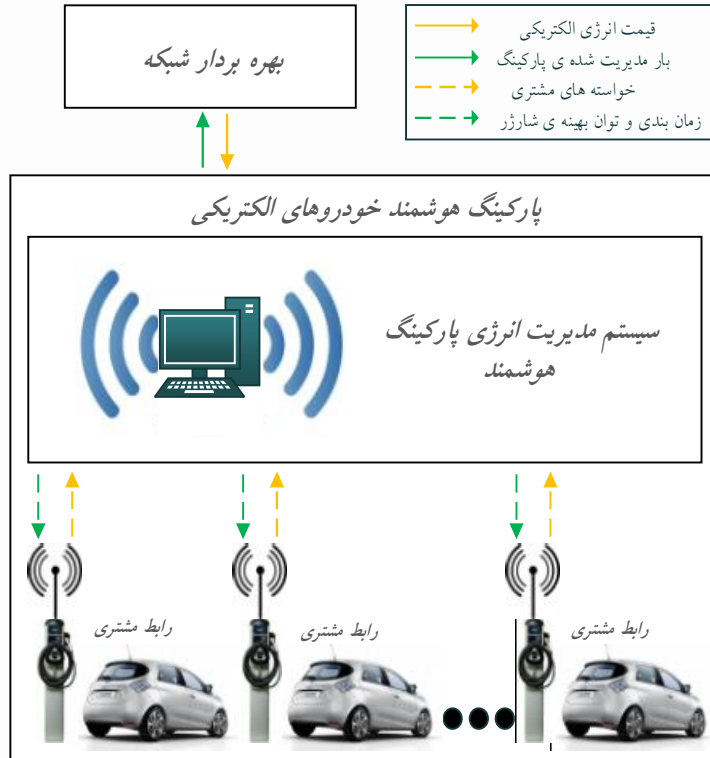 بهره بردار شبکه
قیمت انرژی الکتریکی
بار مدیریت شده ی پارکینگ
خواسته های مشتری
زمان بندی و توان بهینه ی شارژر
پارکینگ هوشمند خودروهای الکتریکی
سیستم مدیریت انرژی پارکینگ
هوشمند
رابط مشتری
رابط مشتری
رابط مشتری